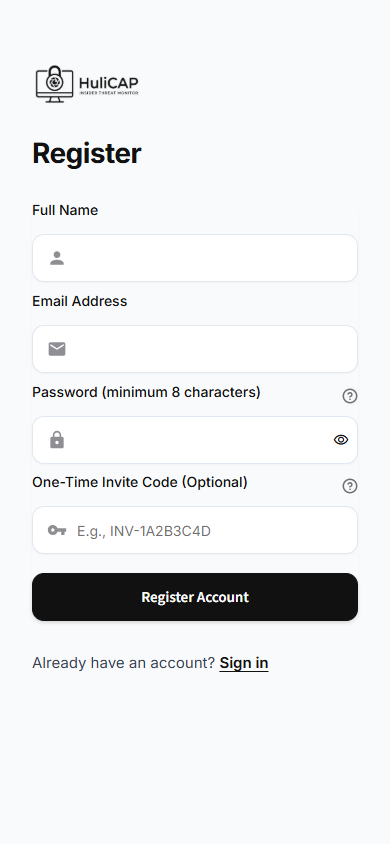 HuliCAP
INSIDER THREAT MONITOR
Register
Full Name
Email Address
Password (minimum 8 characters)
One-Time Invite Code (Optional)
E.g., INV-1A2B3C4D
Register Account
Already have an account? Sign in